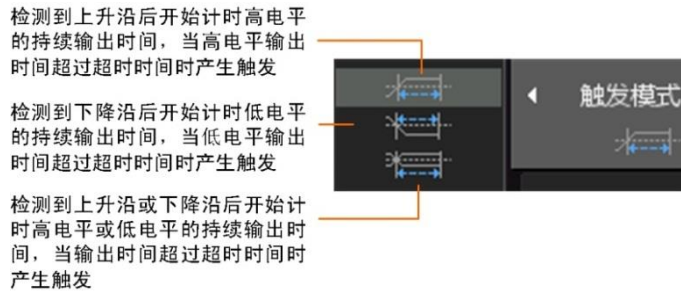 检测到上升沿后开始计时高电平
的持续输出时间，当高电平输出
时间超过超时时间时产生触发
检测到下降沿后开始计时低电平
的持续输出时间，当低电平输出
时间超过超时时间时产生触发
检测到上升沿或下降沿后开始计
时高电平或低电平的持续输出时
间，当输出时间超过超时时间时
产生触发
触发模式